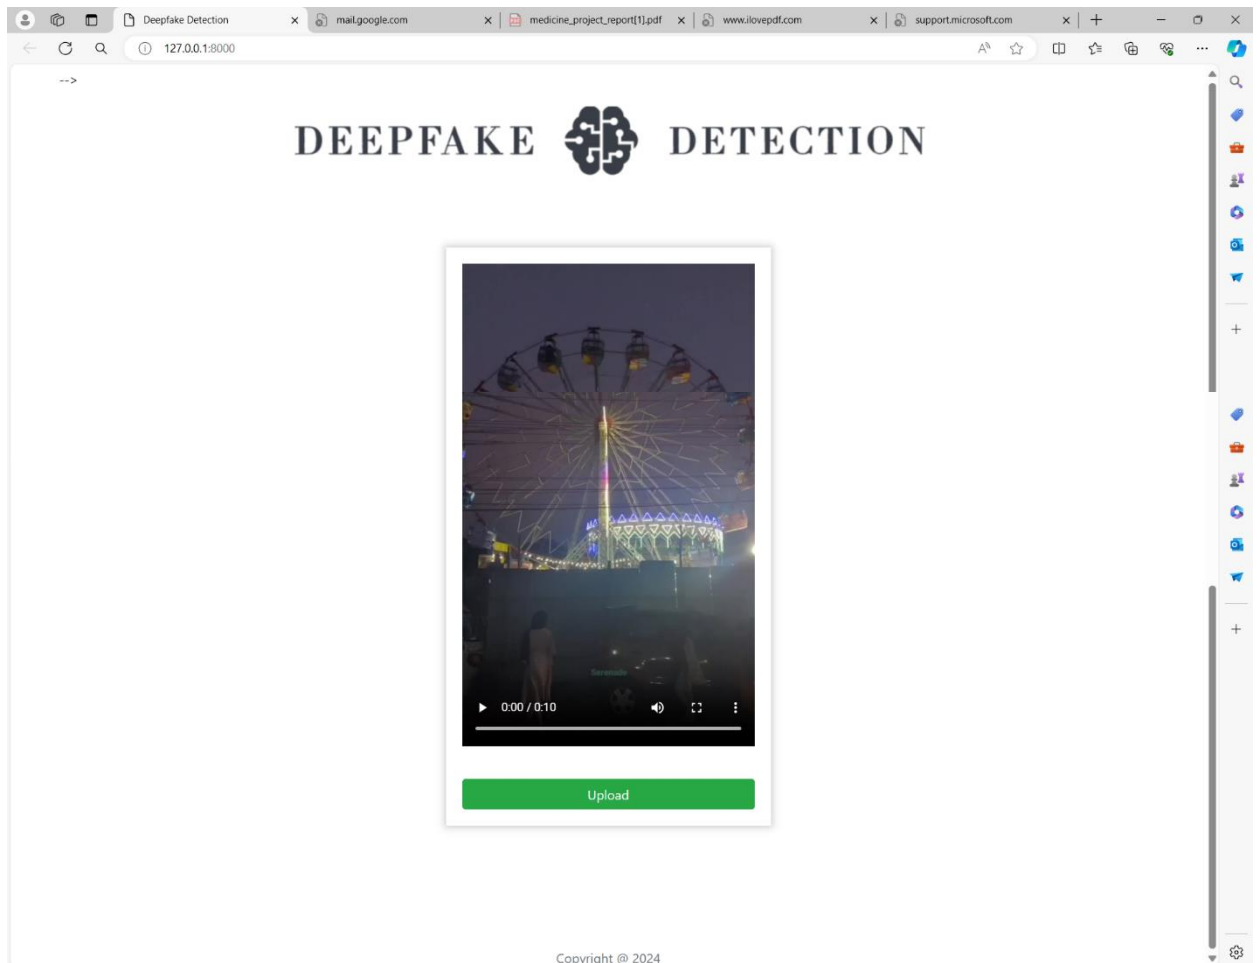 Deepfake Detection mail.google.com medicine_project_report[1].pdf www.ilovepdf.com support.microsoft.com
127.0.0.1:8000
-->
DEEPFAKE DETECTION
Serenade
0:00 / 0:10
Upload
Copyright @ 2024